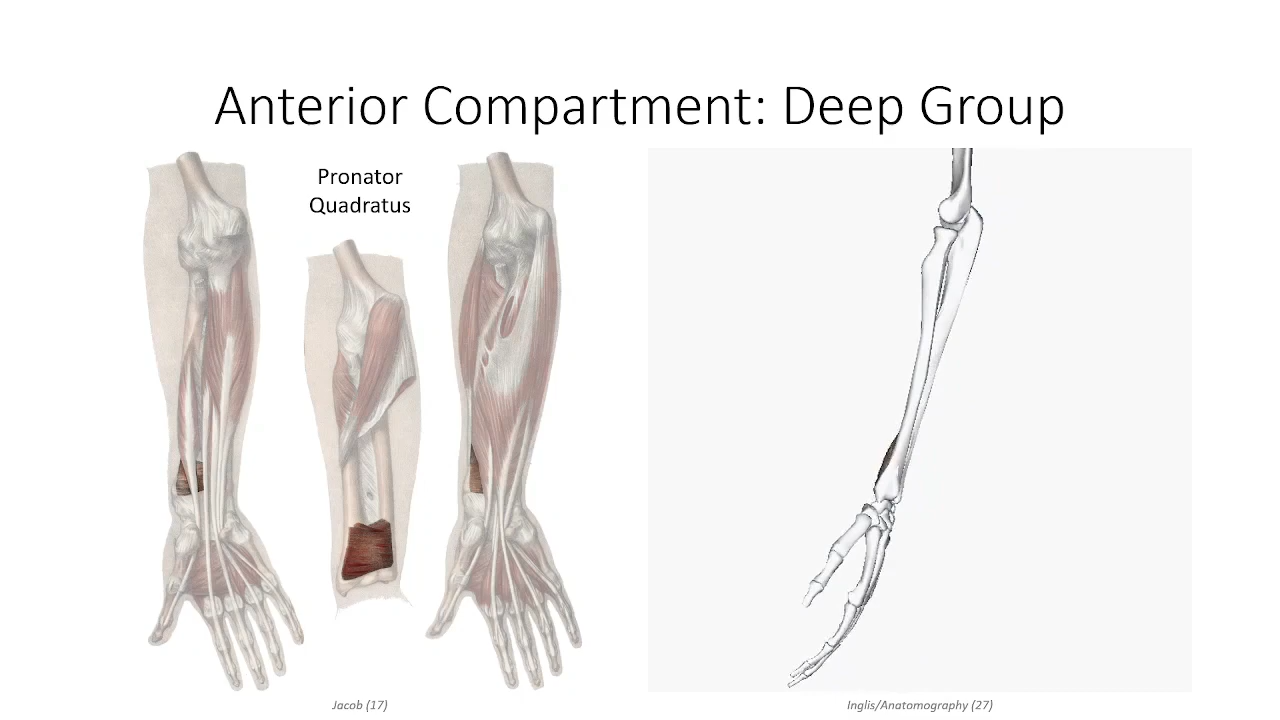 Anterior Compartment: Deep Group
Pronator
Quadratus
Jacob (17)
Inglis/Anatomography (27)